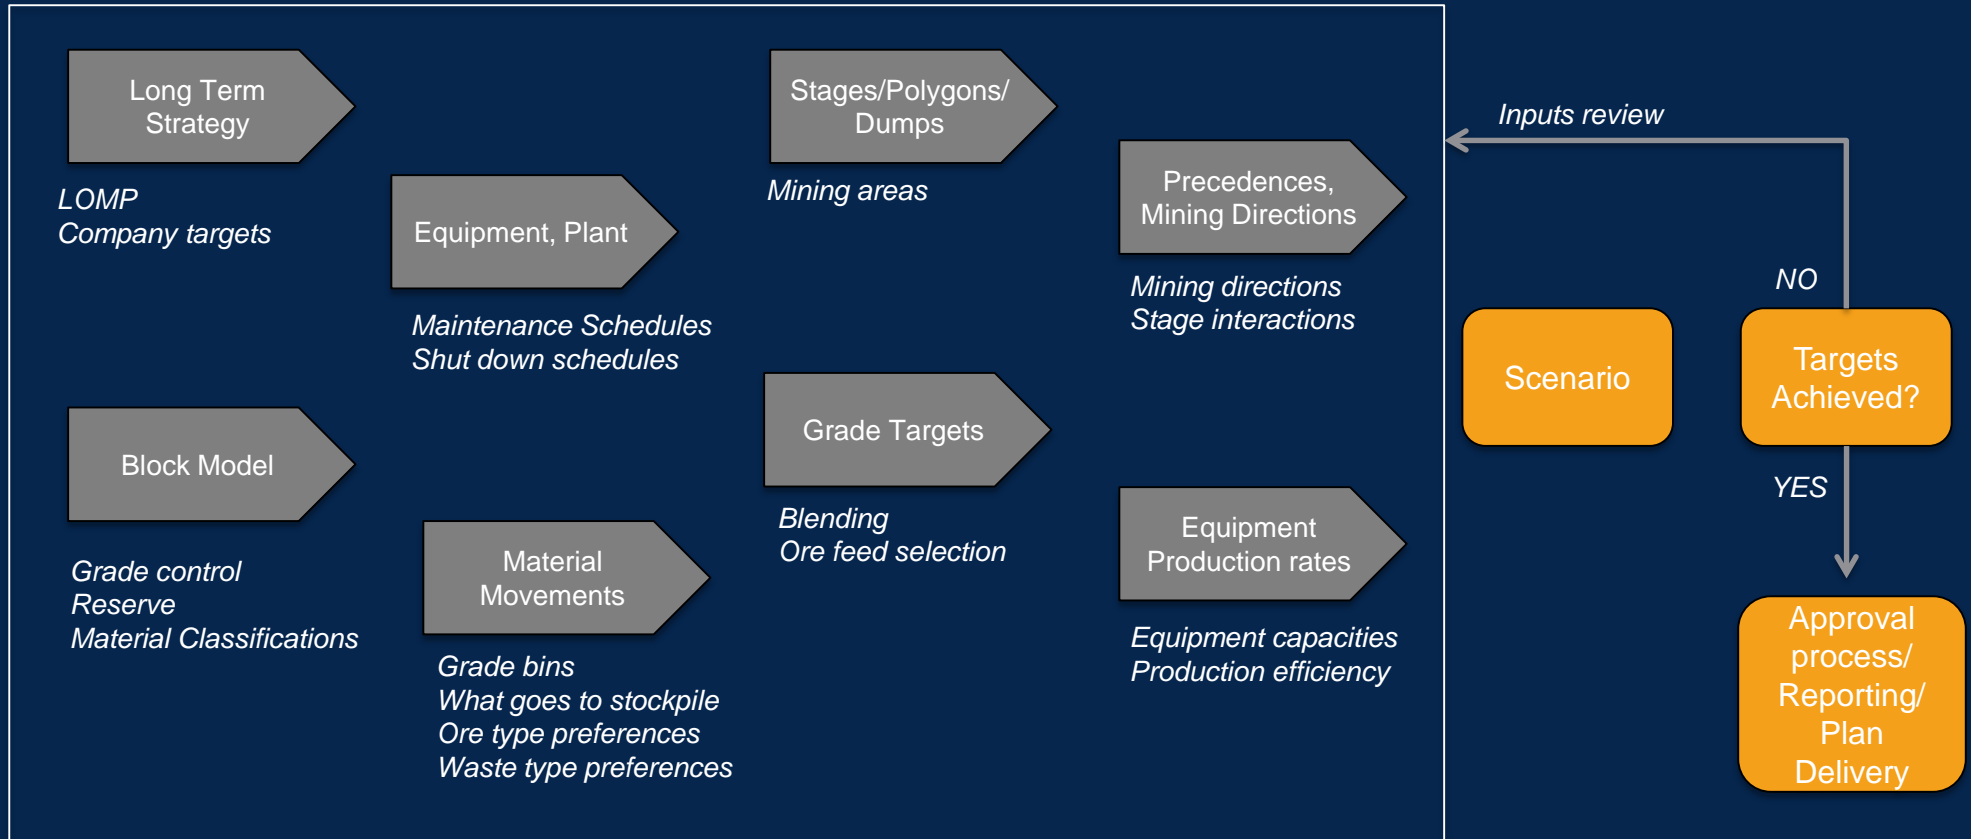 Long Term
Strategy
LOMP
Company targets
Equipment, Plant
Maintenance Schedules
Shut down schedules
Stages/Polygons/
Dumps
Mining areas
Precedences,
Mining Directions
Mining directions
Stage interactions
Block Model
Grade control
Reserve
Material Classifications
Material
Movements
Grade bins
What goes to stockpile
Ore type preferences
Waste type preferences
Grade Targets
Blending
Ore feed selection
Equipment
Production rates
Equipment capacities
Production efficiency
Inputs review
NO
Scenario
Targets
Achieved?
YES
Approval
process/
Reporting/
Plan
Delivery